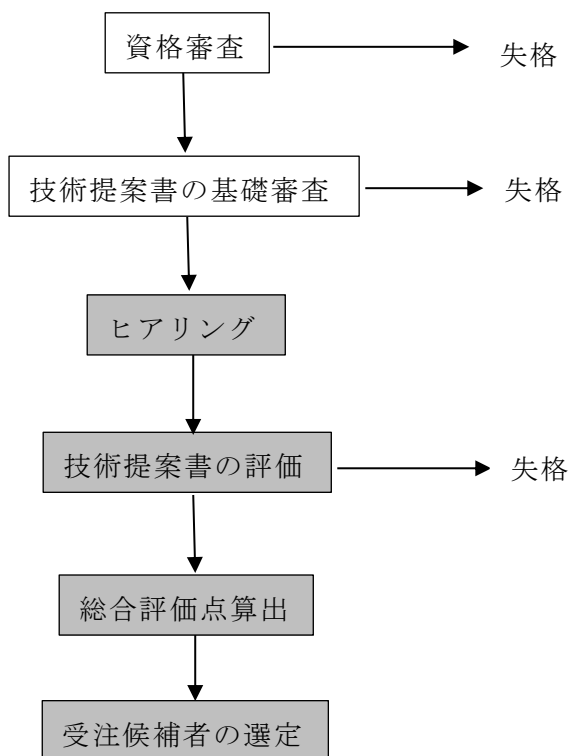 資格審査
失格
技術提案書の基礎審査
失格
ヒアリング
技術提案書の評価
失格
総合評価点算出
受注候補者の選定